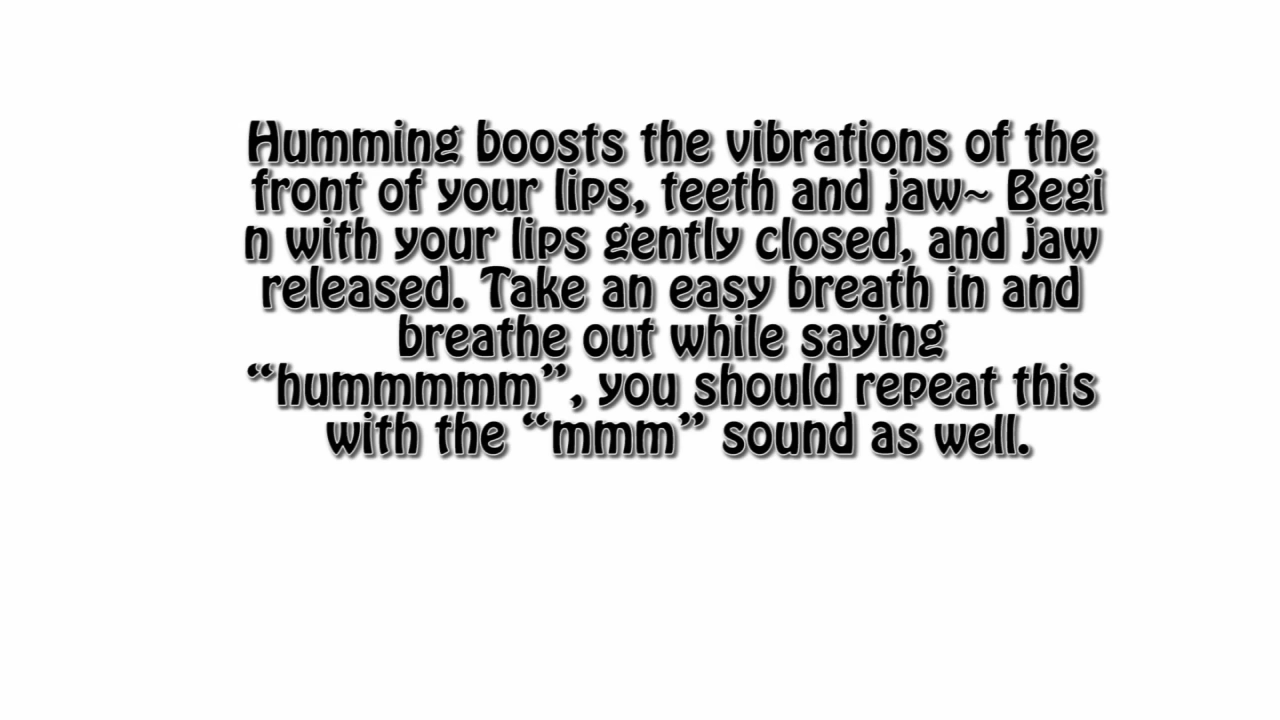 Humming boosts the vibrations of the
front of your lips, teeth and jaw~ Begi
n with your lips gently closed, and jaw
released. Take an easy breath in and
breathe out while saying
“hummmmm”, you should repeat this
with the “mmm” sound as well.